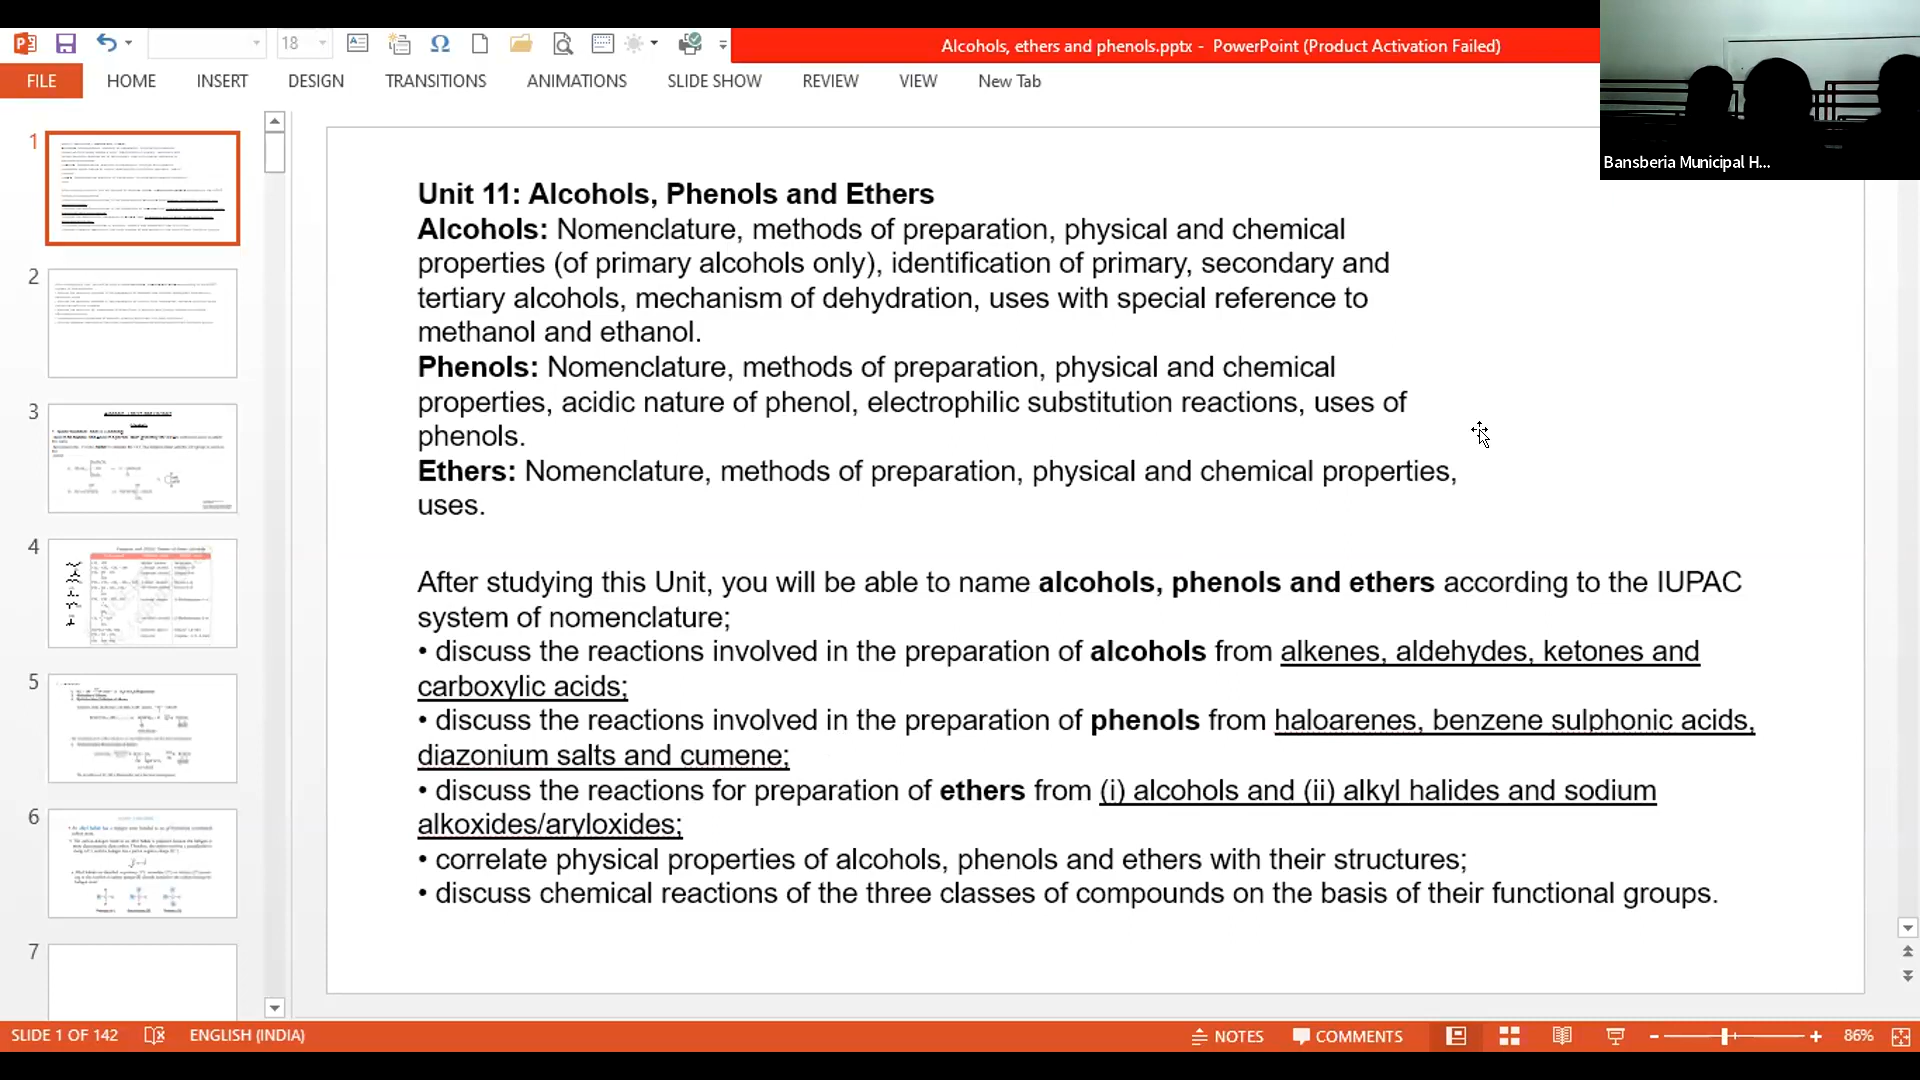 18
Alcohols, ethers and phenols.pptx - PowerPoint (Product Activation Failed)
FILE HOME INSERT DESIGN TRANSITIONS ANIMATIONS SLIDE SHOW REVIEW VIEW New Tab
Bansberia Municipal H...
1
2
3
4
5
6
7
Unit 11: Alcohols, Phenols and Ethers
Alcohols: Nomenclature, methods of preparation, physical and chemical
properties (of primary alcohols only), identification of primary, secondary and
tertiary alcohols, mechanism of dehydration, uses with special reference to
methanol and ethanol.
Phenols: Nomenclature, methods of preparation, physical and chemical
properties, acidic nature of phenol, electrophilic substitution reactions, uses of
phenols.
Ethers: Nomenclature, methods of preparation, physical and chemical properties,
uses.
After studying this Unit, you will be able to name alcohols, phenols and ethers according to the IUPAC
system of nomenclature;
• discuss the reactions involved in the preparation of alcohols from alkenes, aldehydes, ketones and
carboxylic acids;
• discuss the reactions involved in the preparation of phenols from haloarenes, benzene sulphonic acids,
diazonium salts and cumene;
• discuss the reactions for preparation of ethers from (i) alcohols and (ii) alkyl halides and sodium
alkoxides/aryloxides;
• correlate physical properties of alcohols, phenols and ethers with their structures;
• discuss chemical reactions of the three classes of compounds on the basis of their functional groups.
SLIDE 1 OF 142 ENGLISH (INDIA) NOTES COMMENTS 86%